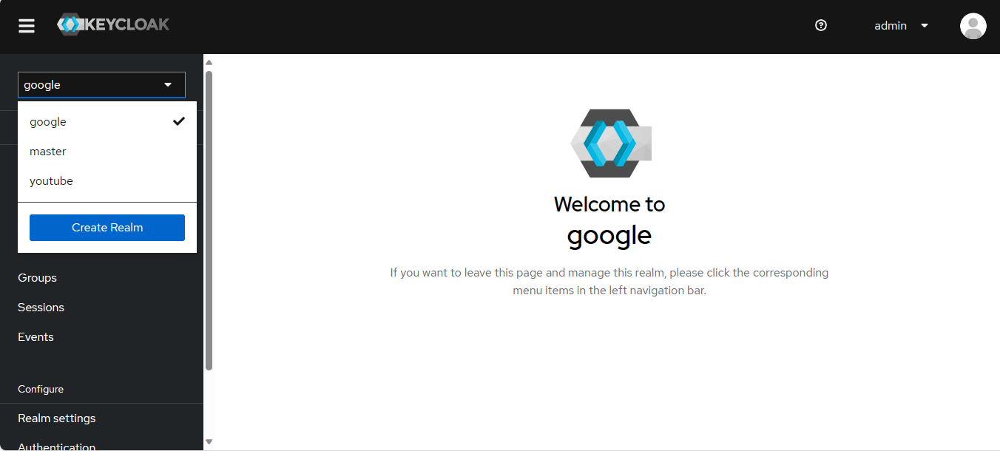 KEYCLOAK
admin
google
google
master
youtube
Create Realm
Groups
Sessions
Events
Configure
Realm settings
Authentication
Welcome to
google
If you want to leave this page and manage this realm, please click the corresponding
menu items in the left navigation bar.